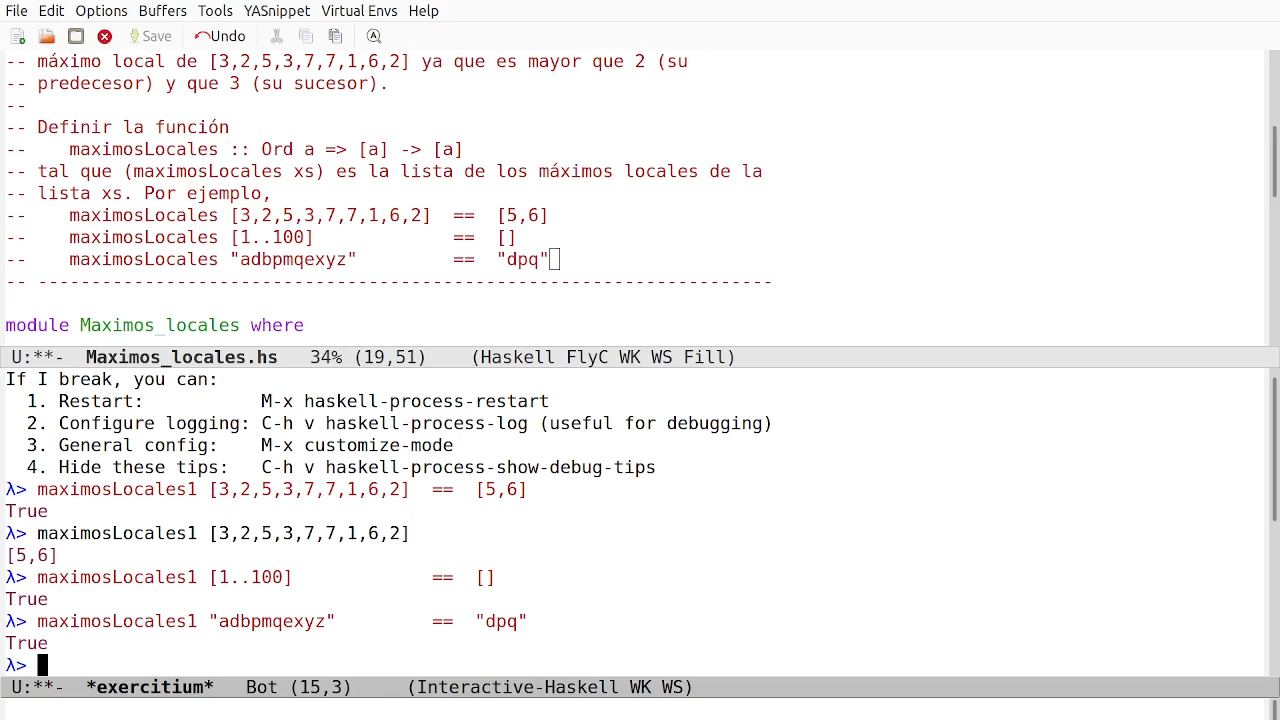 File Edit Options Buffers Tools YASnippet Virtual Envs Help
Save Undo
-- máximo local de [3,2,5,3,7,7,1,6,2] ya que es mayor que 2 (su
-- predecesor) y que 3 (su sucesor).
--
-- Definir la función
--    maximosLocales :: Ord a => [a] -> [a]
-- tal que (maximosLocales xs) es la lista de los máximos locales de la
-- lista xs. Por ejemplo,
--    maximosLocales [3,2,5,3,7,7,1,6,2]  ==  [5,6]
--    maximosLocales [1..100]             ==  []
--    maximosLocales "adbpmqexyz"         ==  "dpq"
-- ---------------------------------------------------------------------
module Maximos_locales where
U:**-  Maximos_locales.hs   34% (19,51)    (Haskell FlyC WK WS Fill)
If I break, you can:
  1. Restart:           M-x haskell-process-restart
  2. Configure logging: C-h v haskell-process-log (useful for debugging)
  3. General config:    M-x customize-mode
  4. Hide these tips:   C-h v haskell-process-show-debug-tips
λ> maximosLocales1 [3,2,5,3,7,7,1,6,2]  ==  [5,6]
True
λ> maximosLocales1 [3,2,5,3,7,7,1,6,2]
[5,6]
λ> maximosLocales1 [1..100]             ==  []
True
λ> maximosLocales1 "adbpmqexyz"         ==  "dpq"
True
λ>
U:**-  *exercitium*   Bot (15,3)     (Interactive-Haskell WK WS)